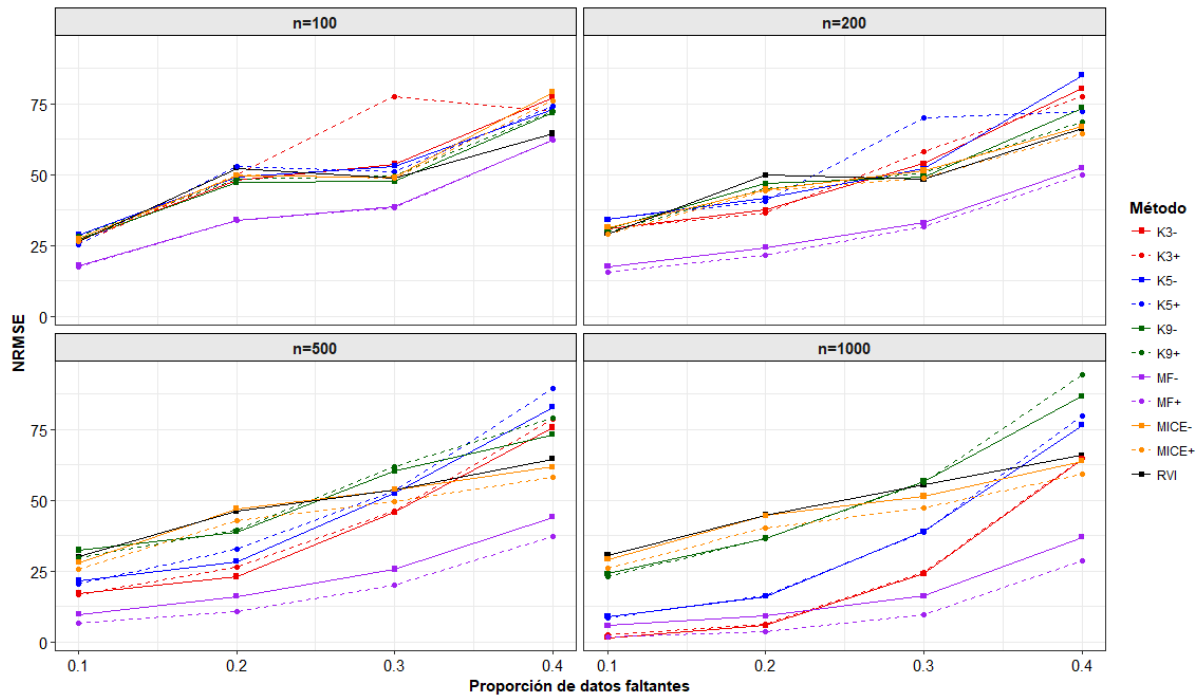 n=100
n=200
NRMSE
75
50
25
0
n=500
n=1000
75
50
25
0
0.1
0.2
0.3
0.4
0.1
0.2
0.3
0.4
Proporción de datos faltantes
Método
K3-
K3+
K5-
K5+
K9-
K9+
MF-
MF+
MICE-
MICE+
RVI